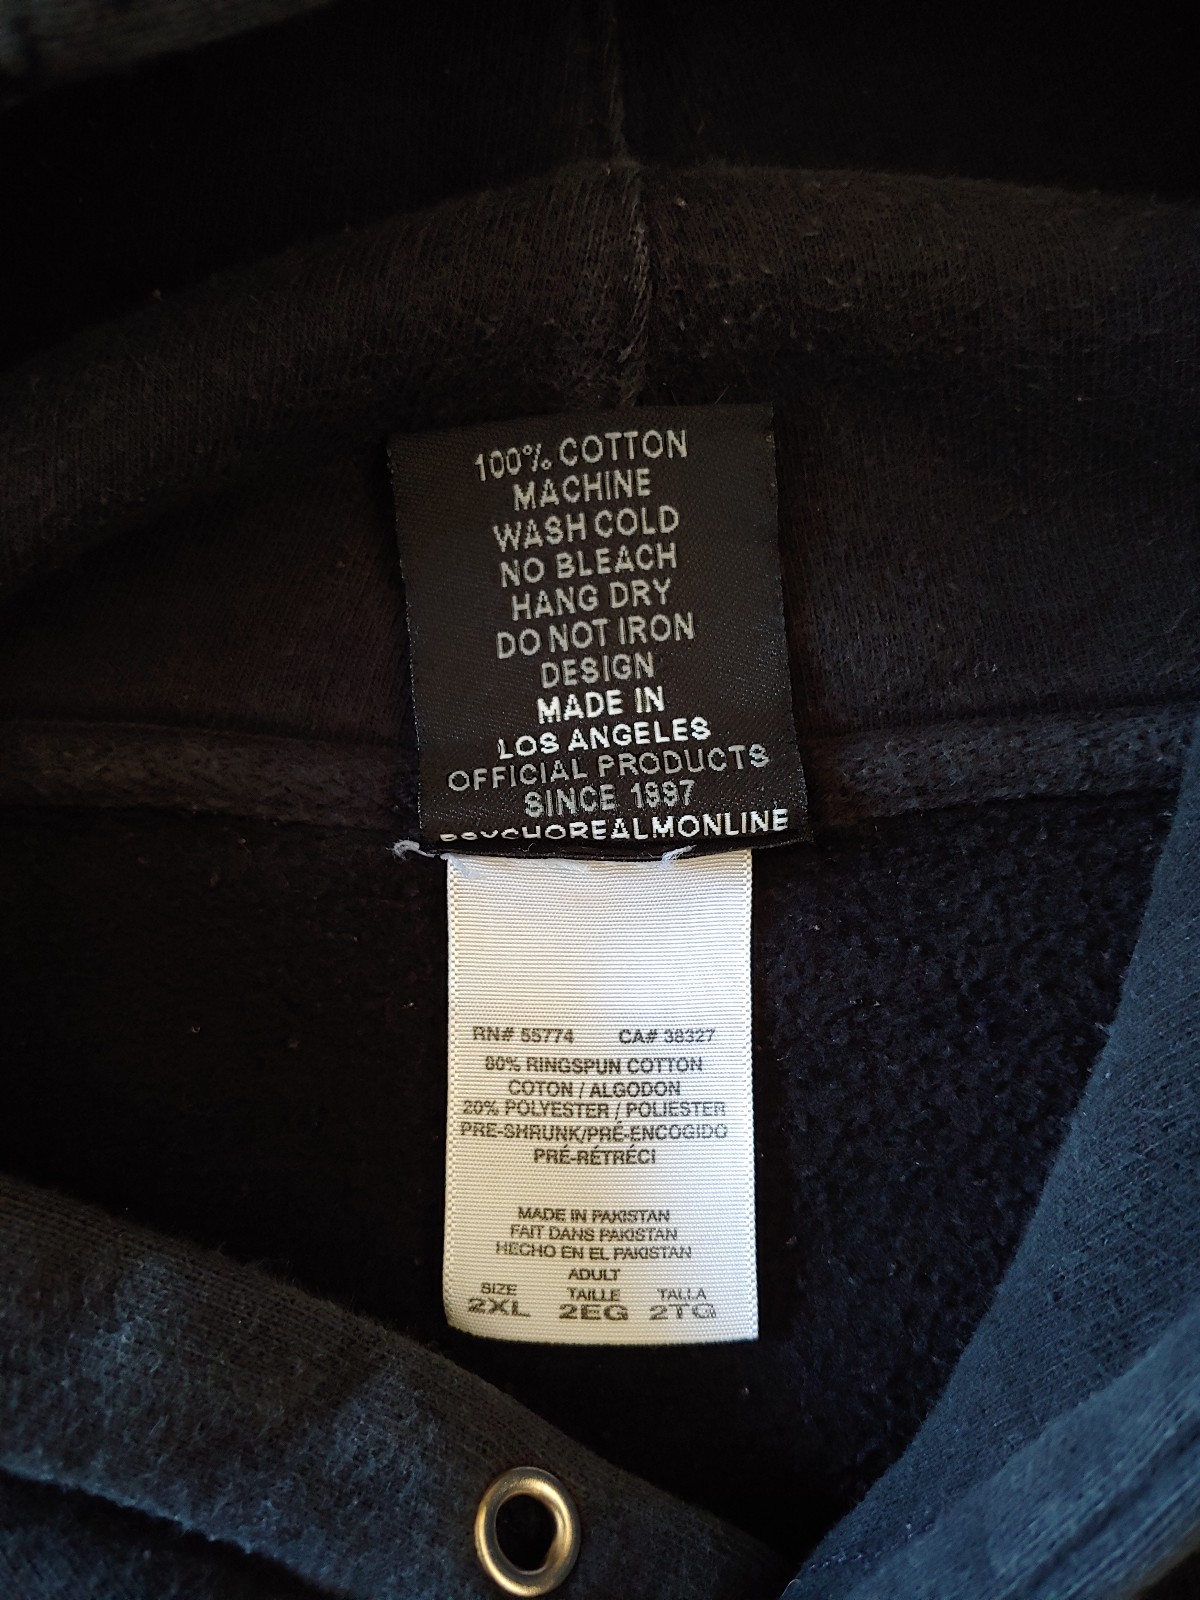 100% COTTON
MACHINE
WASH COLD
NO BLEACH
HANG DRY
DO NOT IRON
DESIGN
MADE IN
LOS ANGELES
OFFICIAL PRODUCTS
SINCE 1997
PSYCHOREALMONLINE
RN# 55774 CA# 38327
80% RINGSPUN COTTON
COTON / ALGODON
20% POLYESTER / POLIESTER
PRE-SHRUNK/PRÉ-ENCOGIDO
PRÉ-RÉTRÉCI
MADE IN PAKISTAN
FAIT DANS PAKISTAN
HECHO EN EL PAKISTAN
ADULT
SIZE TAILLE TALLA
2XL 2EG 2TG